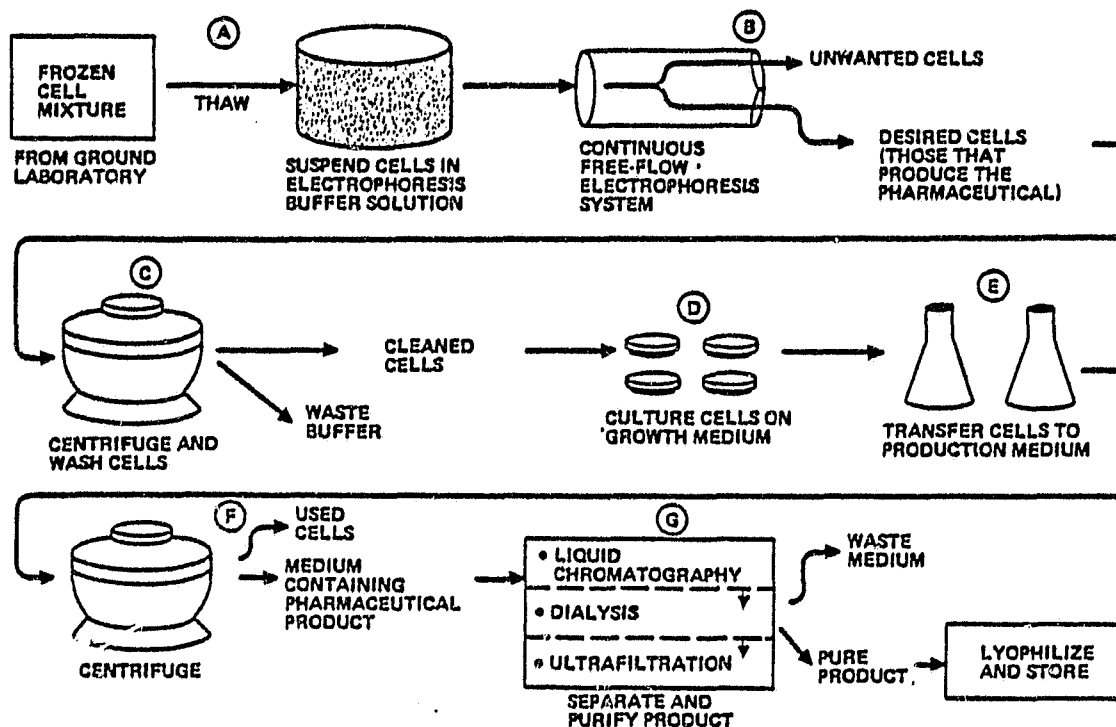 A
B
FROZEN
CELL
MIXTURE
THAW
FROM GROUND
LABORATORY
SUSPEND CELLS IN
ELECTROPHORESIS
BUFFER SOLUTION
CONTINUOUS
FREE-FLOW
ELECTROPHORESIS
SYSTEM
UNWANTED CELLS
DESIRED CELLS
(THOSE THAT
PRODUCE THE
PHARMACEUTICAL)
C
CENTRIFUGE AND
WASH CELLS
CLEANED
CELLS
WASTE
BUFFER
D
CULTURE CELLS ON
GROWTH MEDIUM
E
TRANSFER CELLS TO
PRODUCTION MEDIUM
F
CENTRIFUGE
USED
CELLS
MEDIUM
CONTAINING
PHARMACEUTICAL
PRODUCT
G
• LIQUID
CHROMATOGRAPHY
• DIALYSIS
• ULTRAFILTRATION
SEPARATE AND
PURIFY PRODUCT
WASTE
MEDIUM
PURE
PRODUCT
LYOPHILIZE
AND STORE